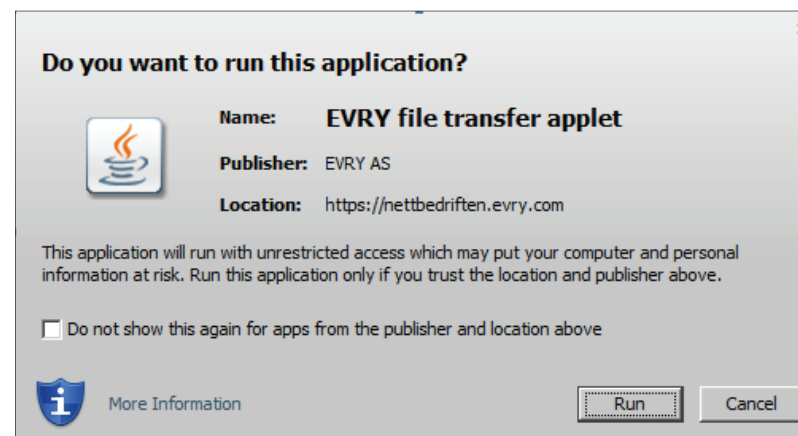 Do you want to run this application?
Name: EVRY file transfer applet
Publisher: EVRY AS
Location: https://nettbedriften.evry.com
This application will run with unrestricted access which may put your computer and personal
information at risk. Run this application only if you trust the location and publisher above.
Do not show this again for apps from the publisher and location above
More Information
Run
Cancel